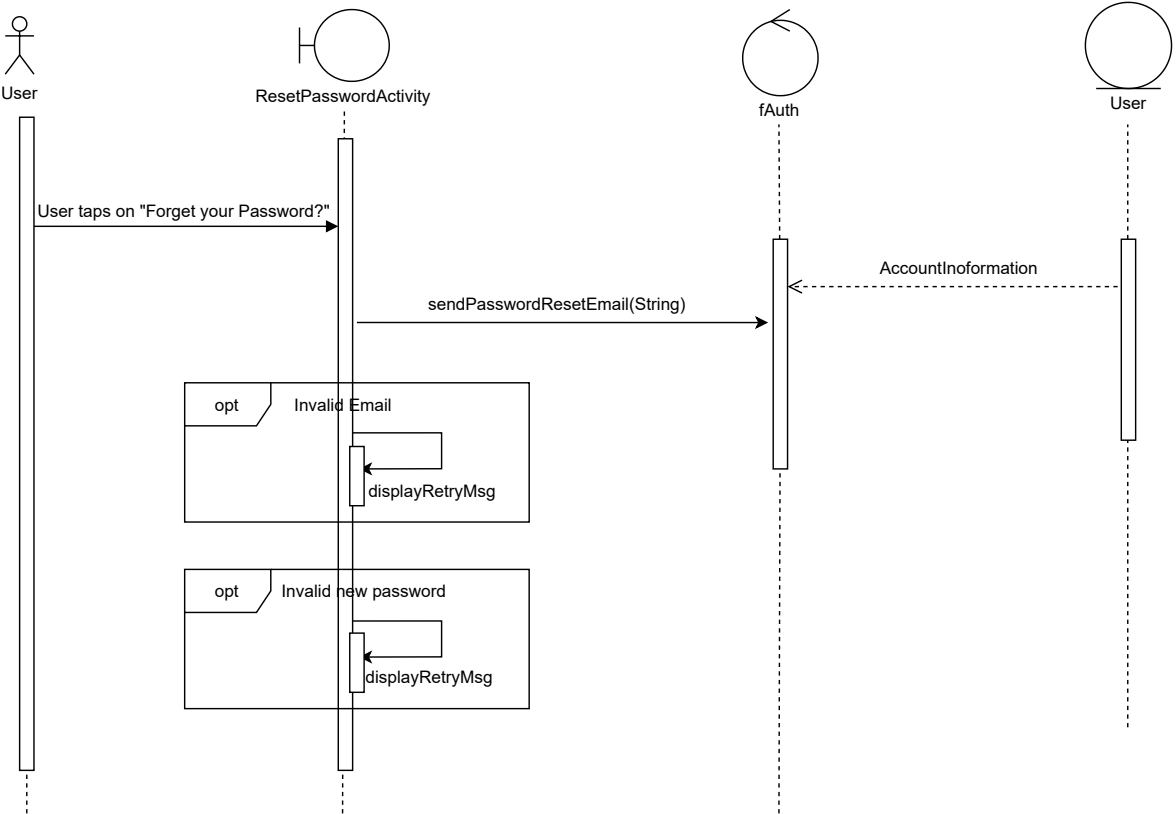 User
ResetPasswordActivity
fAuth
User
User taps on "Forget your Password?"
AccountInoformation
sendPasswordResetEmail(String)
opt
Invalid Email
displayRetryMsg
opt
Invalid new password
displayRetryMsg